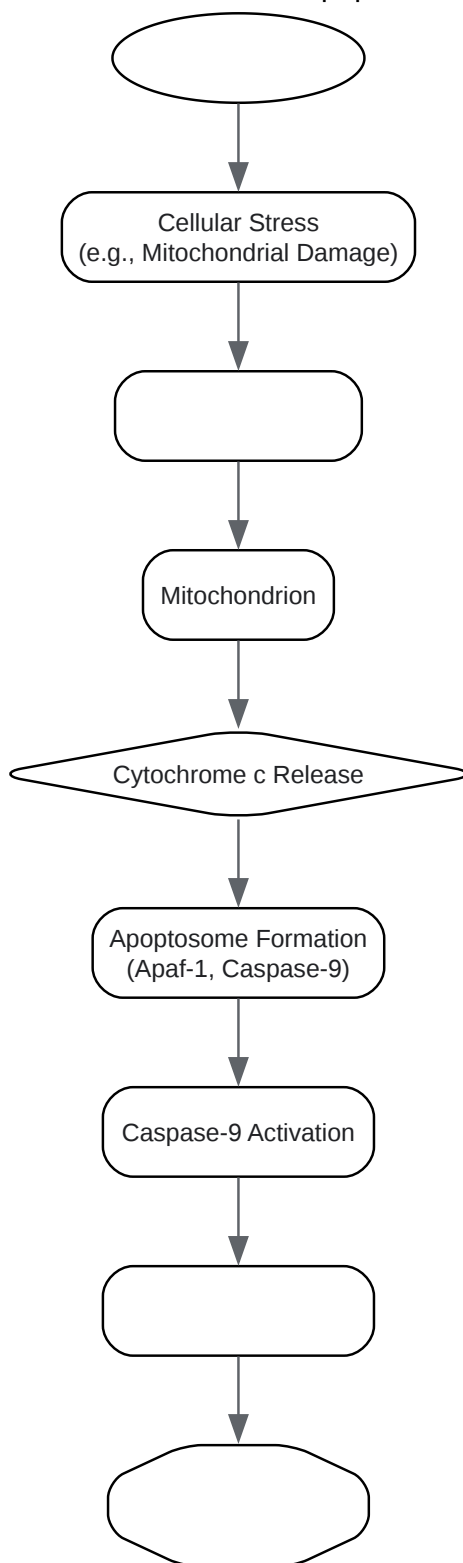 Cellular Stress
(e.g., Mitochondrial Damage)
Mitochondrion
Cytochrome c Release
Apoptosome Formation
(Apaf-1, Caspase-9)
Caspase-9 Activation